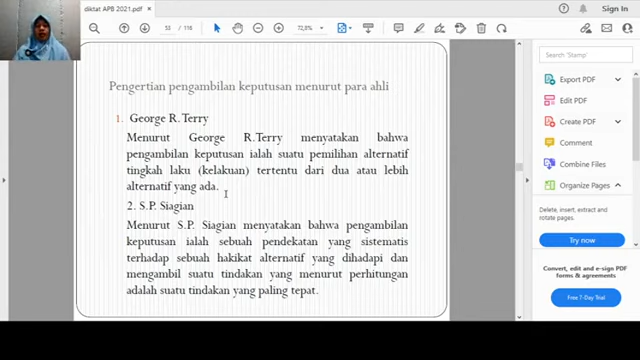 diktat APB 2021.pdf
Sign In
53 / 118
72,8%
Search 'Stamp'
Pengertian pengambilan keputusan menurut para ahli
Export PDF
1. George R. Terry
Edit PDF
Menurut George R.Terry menyatakan bahwa
Create PDF
pengambilan keputusan ialah suatu pemilihan alternatif
Comment
tingkah laku (kelakuan) tertentu dari dua atau lebih
Combine Files
alternatif yang ada.
Organize Pages
2. S.P. Siagian
Delete, insert, extract and
rotate pages.
Menurut S.P. Siagian menyatakan bahwa pengambilan
keputusan ialah sebuah pendekatan yang sistematis
Try now
terhadap sebuah hakikat alternatif yang dihadapi dan
Convert, edit and e-sign PDF
forms & agreements
mengambil suatu tindakan yang menurut perhitungan
adalah suatu tindakan yang paling tepat.
Free 7-Day Trial